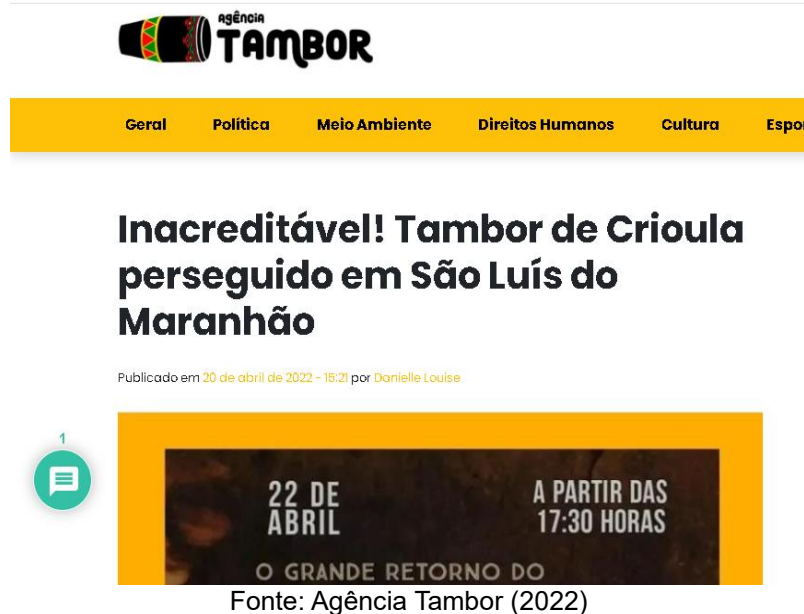 AGÊNCIA
TAMBOR
Geral Política Meio Ambiente Direitos Humanos Cultura Espor
Inacreditável! Tambor de Crioula
perseguido em São Luís do
Maranhão
Publicado em 20 de abril de 2022 - 15:21 por Danielle Louise
1
22 DE
ABRIL
A PARTIR DAS
17:30 HORAS
O GRANDE RETORNO DO
Fonte: Agência Tambor (2022)